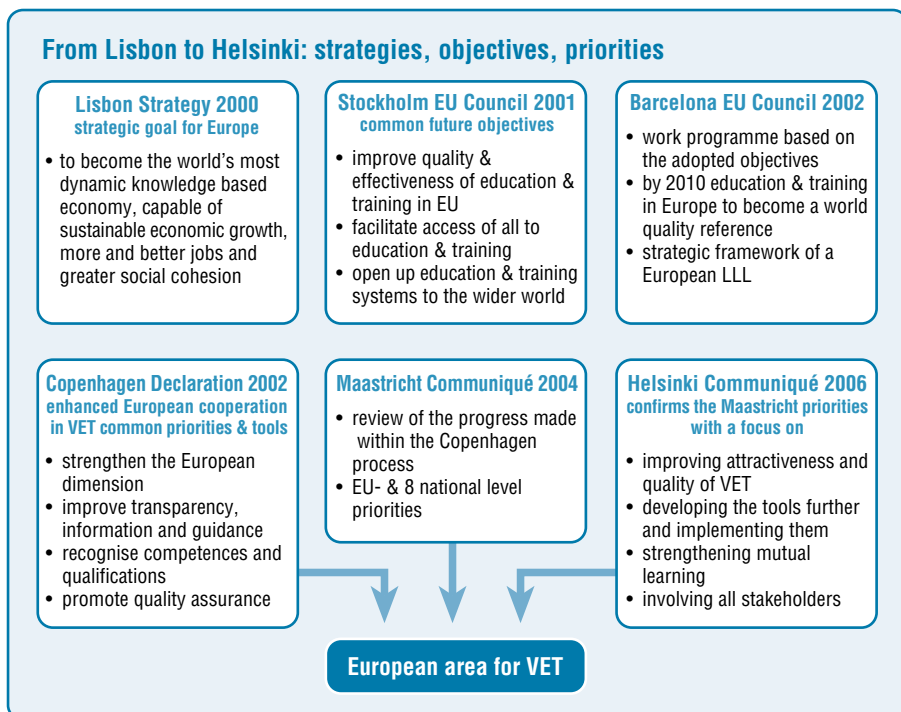 From Lisbon to Helsinki: strategies, objectives, priorities
Lisbon Strategy 2000
strategic goal for Europe
• to become the world's most
dynamic knowledge based
economy, capable of
sustainable economic growth,
more and better jobs and
greater social cohesion
Stockholm EU Council 2001
common future objectives
• improve quality &
effectiveness of education &
training in EU
• facilitate access of all to
education & training
• open up education & training
systems to the wider world
Barcelona EU Council 2002
• work programme based on
the adopted objectives
• by 2010 education & training
in Europe to become a world
quality reference
• strategic framework of a
European LLL
Copenhagen Declaration 2002
enhanced European cooperation
in VET common priorities & tools
• strengthen the European
dimension
• improve transparency,
information and guidance
• recognise competences and
qualifications
• promote quality assurance
Maastricht Communiqué 2004
• review of the progress made
within the Copenhagen
process
• EU- & 8 national level
priorities
Helsinki Communiqué 2006
confirms the Maastricht priorities
with a focus on
• improving attractiveness and
quality of VET
• developing the tools further
and implementing them
• strengthening mutual
learning
• involving all stakeholders
European area for VET